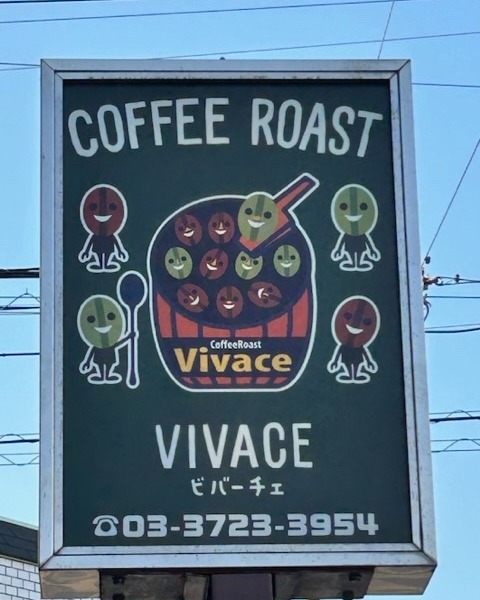 COFFEE ROAST
CoffeeRoast
Vivace
VIVACE
ビバーチェ
☎03-3723-3954